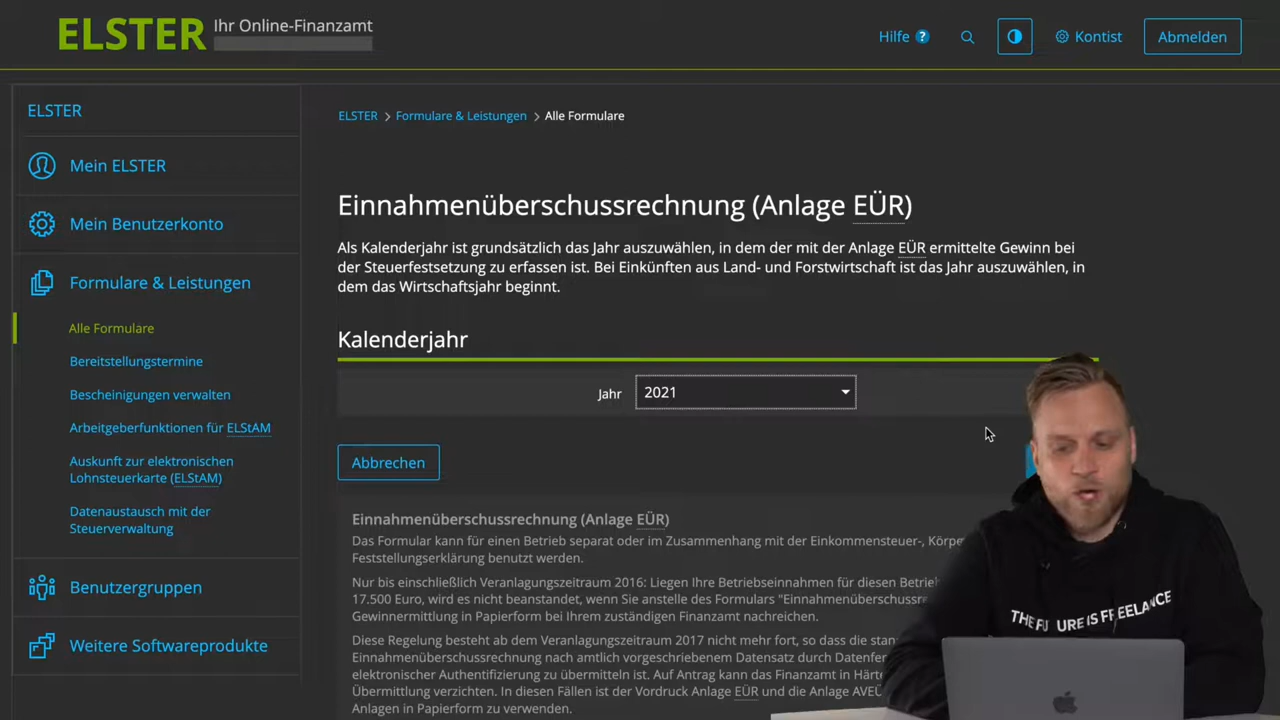 ELSTER
Ihr Online-Finanzamt
Hilfe ?
Kontist
Abmelden
ELSTER
Mein ELSTER
Mein Benutzerkonto
Formulare & Leistungen
Alle Formulare
Bereitstellungstermine
Bescheinigungen verwalten
Arbeitgeberfunktionen für ELStAM
Auskunft zur elektronischen
Lohnsteuerkarte (ELStAM)
Datenaustausch mit der
Steuerverwaltung
Benutzergruppen
Weitere Softwareprodukte
ELSTER > Formulare & Leistungen > Alle Formulare
Einnahmenüberschussrechnung (Anlage EÜR)
Als Kalenderjahr ist grundsätzlich das Jahr auszuwählen, in dem der mit der Anlage EÜR ermittelte Gewinn bei
der Steuerfestsetzung zu erfassen ist. Bei Einkünften aus Land- und Forstwirtschaft ist das Jahr auszuwählen, in
dem das Wirtschaftsjahr beginnt.
Kalenderjahr
Jahr
2021
Abbrechen
Einnahmenüberschussrechnung (Anlage EÜR)
Das Formular kann für einen Betrieb separat oder im Zusammenhang mit der Einkommensteuer-,
Feststellungserklärung benutzt werden.
Nur bis einschließlich Veranlagungszeitraum 2016: Liegen Ihre Betriebseinnahmen für diesen
17.500 Euro, wird es nicht beanstandet, wenn Sie anstelle des Formulars
Gewinnermittlung in Papierform bei Ihrem zuständigen Finanzamt nachreichen.
Diese Regelung besteht ab dem Veranlagungszeitraum 2017 nicht mehr fort, so dass die
Einnahmenüberschussrechnung nach amtlich vorgeschriebenem Datensatz durch
elektronischer Authentifizierung zu übermitteln ist. Auf Antrag kann das Finanzamt in
Übermittlung verzichten. In diesen Fällen ist der Vordruck Anlage EÜR und die Anlage
Anlagen in Papierform zu verwenden.
THE FUTURE IS FREELANCE